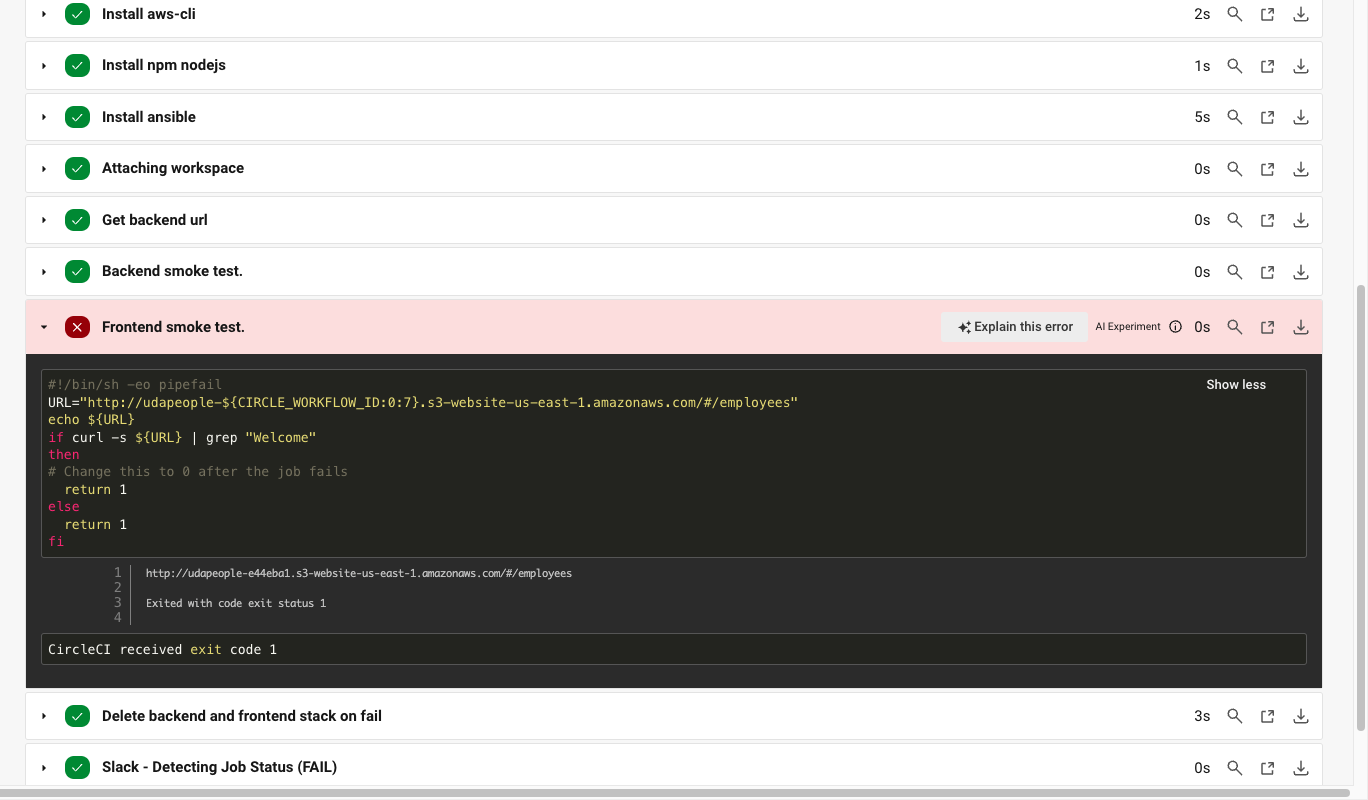 Install aws-cli 2s
Install npm nodejs 1s
Install ansible 5s
Attaching workspace 0s
Get backend url 0s
Backend smoke test. 0s
Frontend smoke test. Explain this error AI Experiment 0s
#!/bin/sh -eo pipefail Show less
URL="http://udapeople-${CIRCLE_WORKFLOW_ID:0:7}.s3-website-us-east-1.amazonaws.com/#/employees"
echo ${URL}
if curl -s ${URL} | grep "Welcome"
then
# Change this to 0 after the job fails
  return 1
else
  return 1
fi
1 http://udapeople-e44eba1.s3-website-us-east-1.amazonaws.com/#/employees
2
3 Exited with code exit status 1
4
CircleCI received exit code 1
Delete backend and frontend stack on fail 3s
Slack - Detecting Job Status (FAIL) 0s